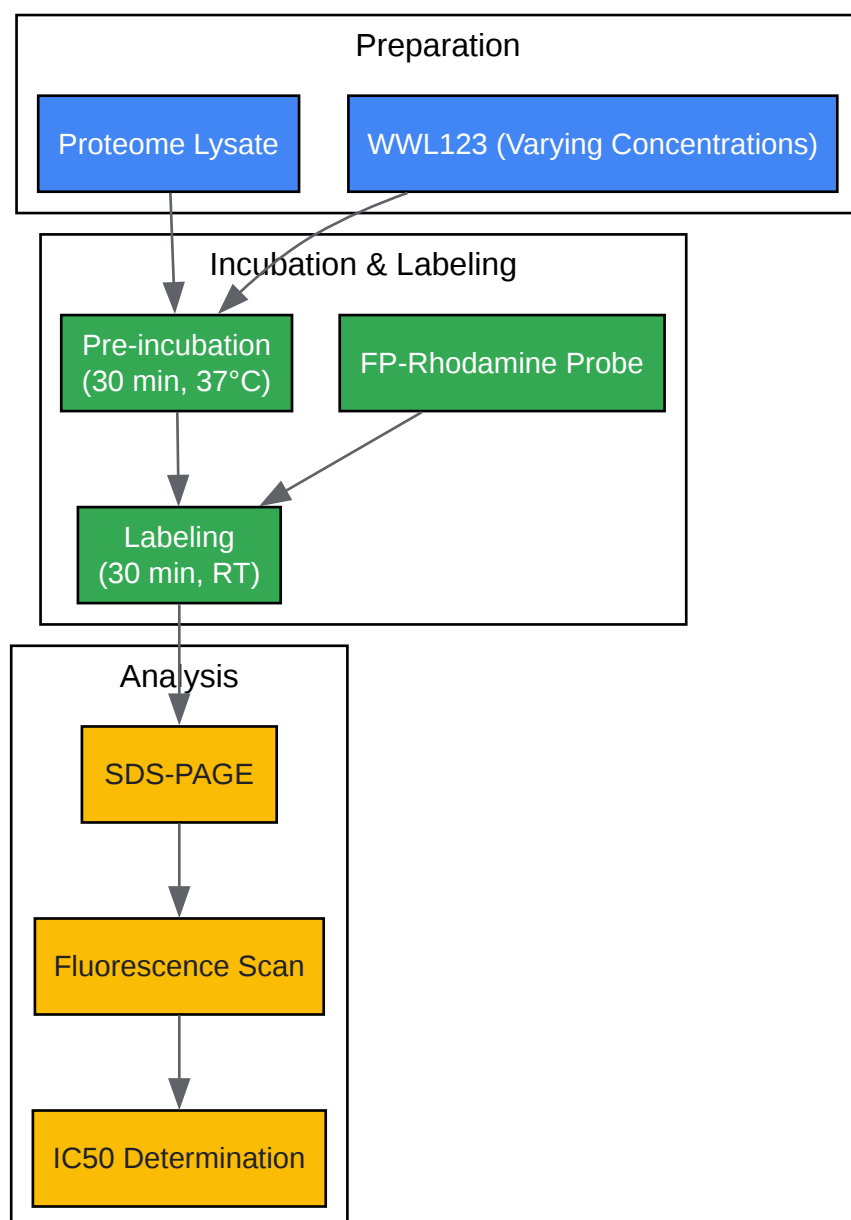 Preparation
Proteome Lysate
WWL123 (Varying Concentrations)
Incubation & Labeling
Pre-incubation
(30 min, 37°C)
FP-Rhodamine Probe
Labeling
(30 min, RT)
Analysis
SDS-PAGE
Fluorescence Scan
IC50 Determination